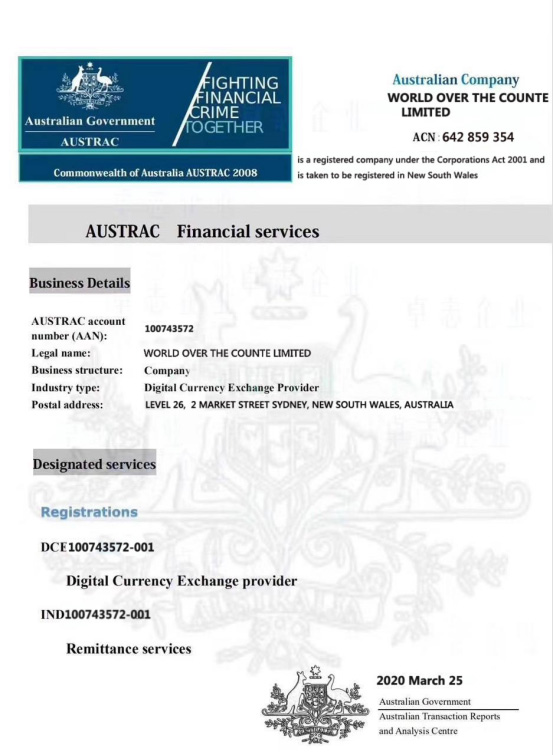 FIGHTING
FINANCIAL
CRIME
TOGETHER
Australian Government
AUSTRAC
Commonwealth of Australia AUSTRAC 2008
Australian Company
WORLD OVER THE COUNTE
LIMITED
ACN : 642 859 354
is a registered company under the Corporations Act 2001 and
is taken to be registered in New South Wales
AUSTRAC Financial services
Business Details
AUSTRAC account
number (AAN): 100743572
Legal name: WORLD OVER THE COUNTE LIMITED
Business structure: Company
Industry type: Digital Currency Exchange Provider
Postal address: LEVEL 26, 2 MARKET STREET SYDNEY, NEW SOUTH WALES, AUSTRALIA
Designated services
Registrations
DCE100743572-001
Digital Currency Exchange provider
IND100743572-001
Remittance services
2020 March 25
Australian Government
Australian Transaction Reports
and Analysis Centre